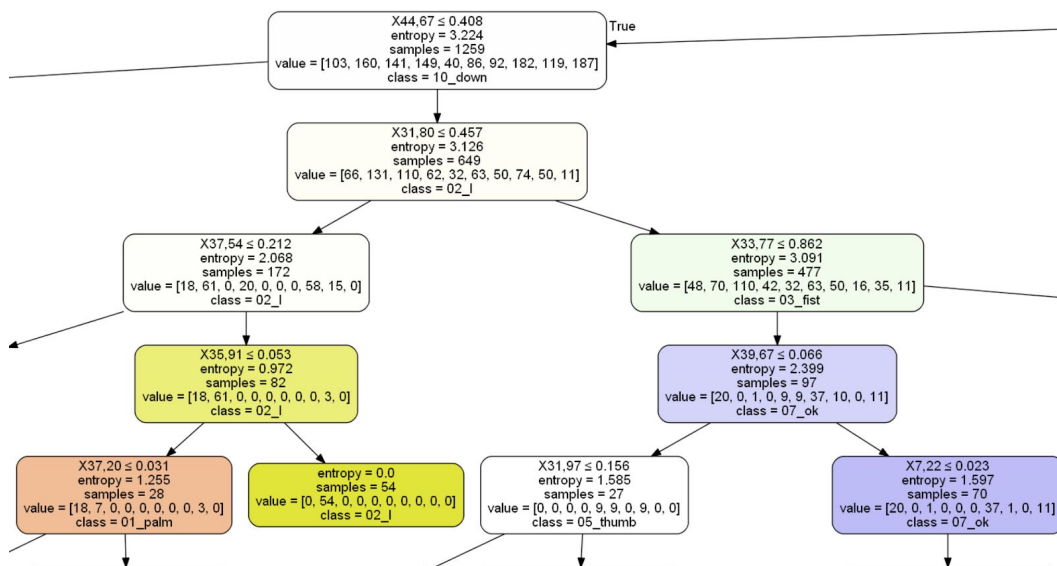 X44,67 ≤ 0.408
entropy = 3.224
samples = 1259
value = [103, 160, 141, 149, 40, 86, 92, 182, 119, 187]
class = 10_down
True
X31,80 ≤ 0.457
entropy = 3.126
samples = 649
value = [66, 131, 110, 62, 32, 63, 50, 74, 50, 11]
class = 02_l
X37,54 ≤ 0.212
entropy = 2.068
samples = 172
value = [18, 61, 0, 20, 0, 0, 0, 58, 15, 0]
class = 02_l
X33,77 ≤ 0.862
entropy = 3.091
samples = 477
value = [48, 70, 110, 42, 32, 63, 50, 16, 35, 11]
class = 03_fist
X35,91 ≤ 0.053
entropy = 0.972
samples = 82
value = [18, 61, 0, 0, 0, 0, 0, 0, 3, 0]
class = 02_l
X39,67 ≤ 0.066
entropy = 2.399
samples = 97
value = [20, 0, 1, 0, 9, 9, 37, 10, 0, 11]
class = 07_ok
X37,20 ≤ 0.031
entropy = 1.255
samples = 28
value = [18, 7, 0, 0, 0, 0, 0, 0, 3, 0]
class = 01_palm
entropy = 0.0
samples = 54
value = [0, 54, 0, 0, 0, 0, 0, 0, 0, 0]
class = 02_l
X31,97 ≤ 0.156
entropy = 1.585
samples = 27
value = [0, 0, 0, 0, 9, 9, 0, 9, 0, 0]
class = 05_thumb
X7,22 ≤ 0.023
entropy = 1.597
samples = 70
value = [20, 0, 1, 0, 0, 0, 37, 1, 0, 11]
class = 07_ok